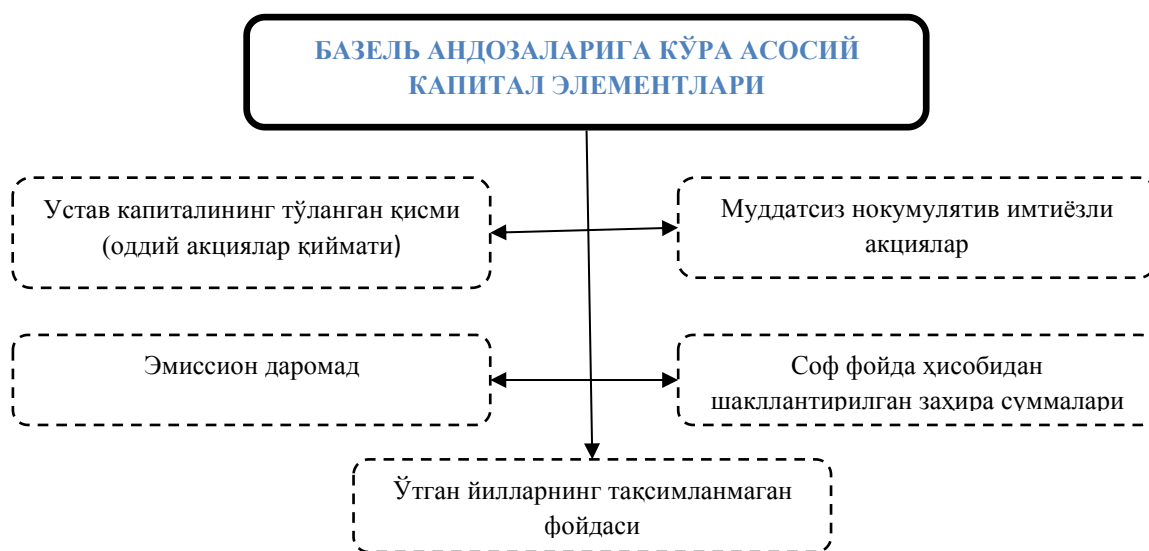 БАЗЕЛЬ АНДОЗАЛАРИГА КЎРА АСОСИЙ
КАПИТАЛ ЭЛЕМЕНТЛАРИ
Устав капиталининг тўланган қисми
(оддий акциялар қиймати)
Муддатсиз нокумулятив имтиёзли
акциялар
Эмиссион даромад
Соф фойда ҳисобидан
шакллантирилган заҳира суммалари
Ўтган йилларнинг тақсимланмаган
фойдаси